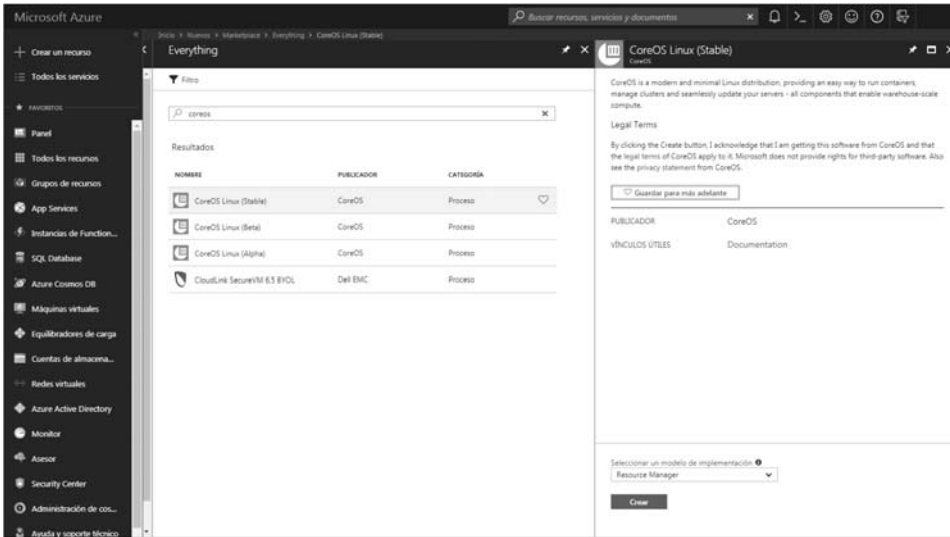 Microsoft Azure
Buscar recursos, servicios y documentos
Inicio > Nuevos > Marketplace > Everything > CoreOS Linux (Stable)
Crear un recurso
Todos los servicios
FAVORITOS
Panel
Todos los recursos
Grupos de recursos
App Services
Instancias de Function...
SQL Database
Azure Cosmos DB
Máquinas virtuales
Equilibradores de carga
Cuentas de almacena...
Redes virtuales
Azure Active Directory
Monitor
Asesor
Security Center
Administración de cos...
Ayuda y soporte técnico
Everything
Filtro
coreos
Resultados
NOMBRE PUBLICADOR CATEGORÍA
CoreOS Linux (Stable) CoreOS Proceso
CoreOS Linux (Beta) CoreOS Proceso
CoreOS Linux (Alpha) CoreOS Proceso
CloudLink SecureVM 6.5 BYOL Dell EMC Proceso
CoreOS Linux (Stable)
CoreOS
CoreOS is a modern and minimal Linux distribution, providing an easy way to run containers,
manage clusters and seamlessly update your servers - all components that enable warehouse-scale
compute.
Legal Terms
By clicking the Create button, I acknowledge that I am getting this software from CoreOS and that
the legal terms of CoreOS apply to it. Microsoft does not provide rights for third-party software. Also
see the privacy statement from CoreOS.
Guardar para más adelante
PUBLICADOR CoreOS
VÍNCULOS ÚTILES Documentation
Seleccionar un modelo de implementación
Resource Manager
Crear